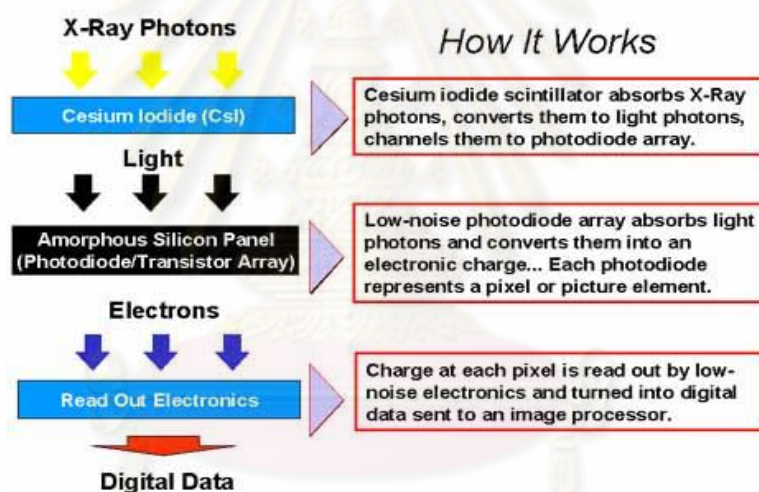 X-Ray Photons
How It Works
Cesium Iodide (CsI)
Cesium iodide scintillator absorbs X-Ray
photons, converts them to light photons,
channels them to photodiode array.
Light
Amorphous Silicon Panel
(Photodiode/Transistor Array)
Low-noise photodiode array absorbs light
photons and converts them into an
electronic charge... Each photodiode
represents a pixel or picture element.
Electrons
Read Out Electronics
Charge at each pixel is read out by low-
noise electronics and turned into digital
data sent to an image processor.
Digital Data